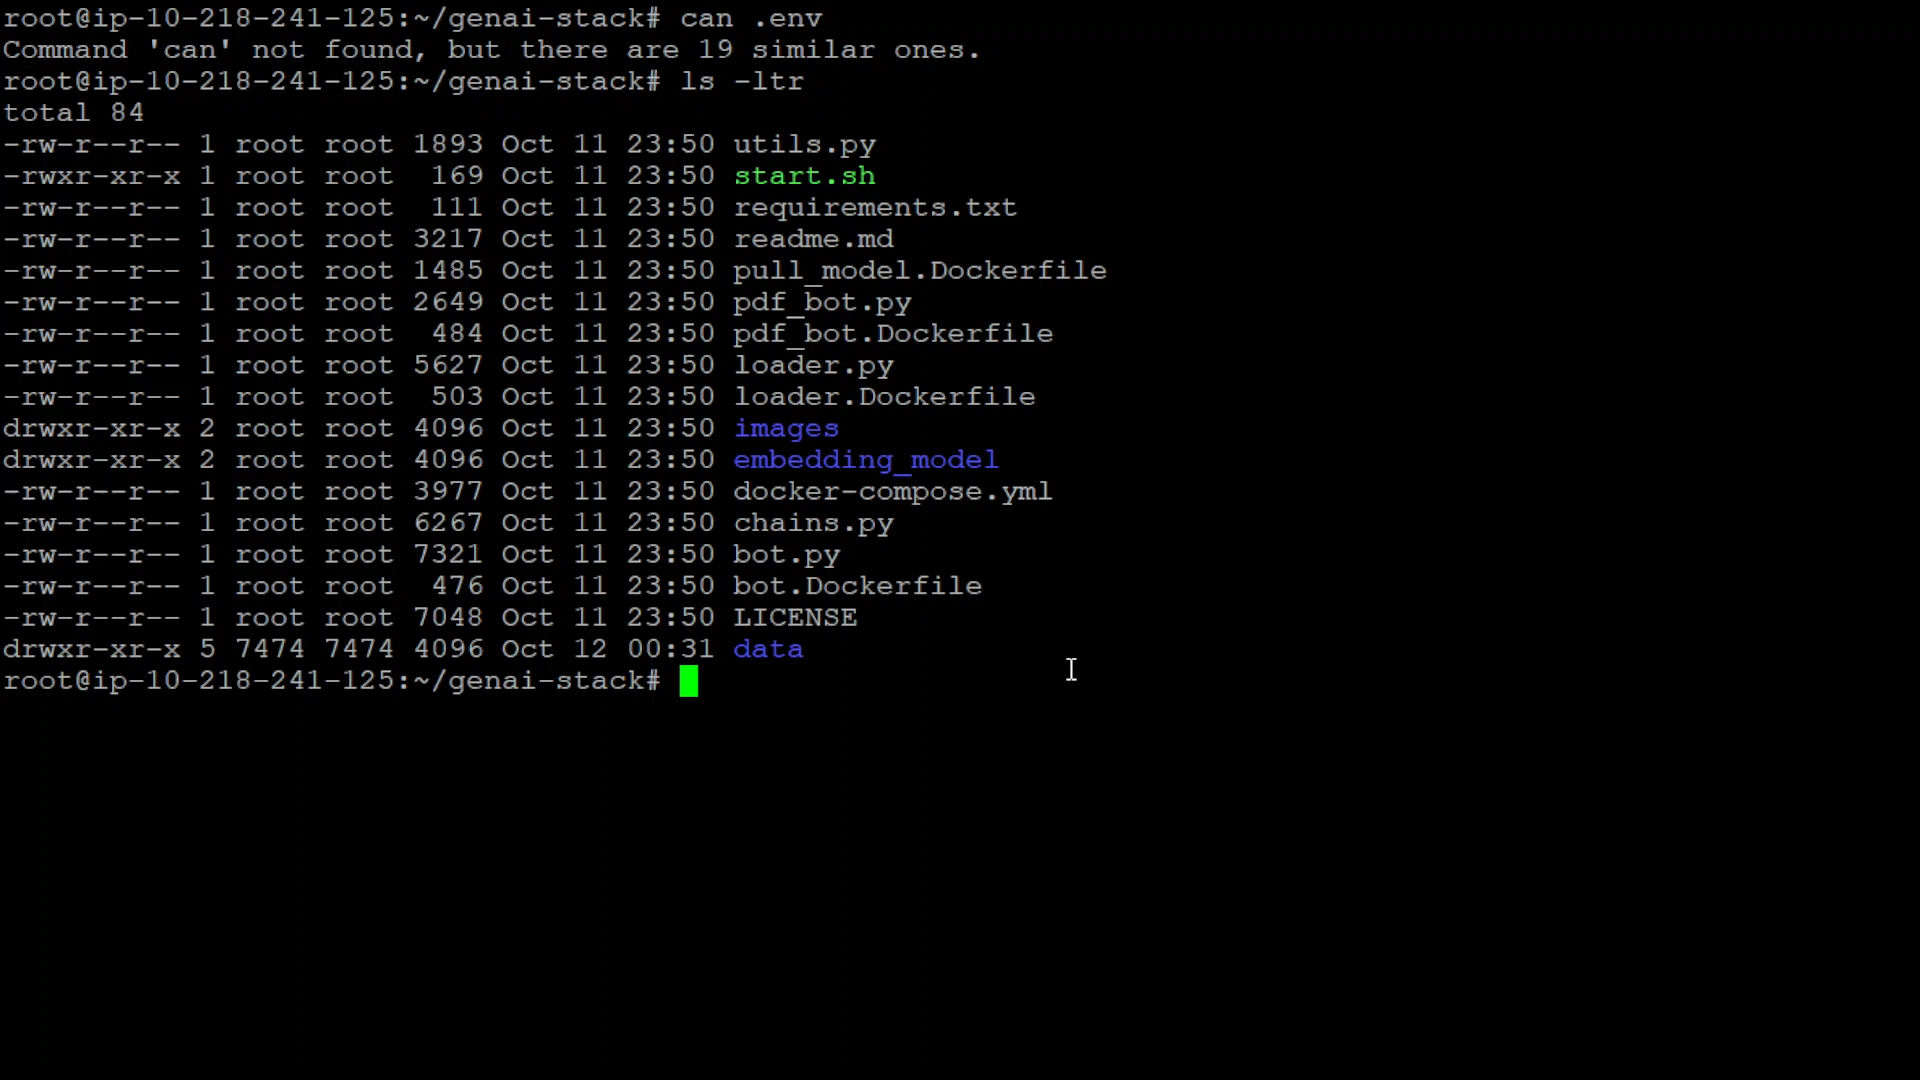 root@ip-10-218-241-125:~/genai-stack# can .env
Command 'can' not found, but there are 19 similar ones.
root@ip-10-218-241-125:~/genai-stack# ls -ltr
total 84
-rw-r--r-- 1 root root 1893 Oct 11 23:50 utils.py
-rwxr-xr-x 1 root root  169 Oct 11 23:50 start.sh
-rw-r--r-- 1 root root  111 Oct 11 23:50 requirements.txt
-rw-r--r-- 1 root root 3217 Oct 11 23:50 readme.md
-rw-r--r-- 1 root root 1485 Oct 11 23:50 pull_model.Dockerfile
-rw-r--r-- 1 root root 2649 Oct 11 23:50 pdf_bot.py
-rw-r--r-- 1 root root  484 Oct 11 23:50 pdf_bot.Dockerfile
-rw-r--r-- 1 root root 5627 Oct 11 23:50 loader.py
-rw-r--r-- 1 root root  503 Oct 11 23:50 loader.Dockerfile
drwxr-xr-x 2 root root 4096 Oct 11 23:50 images
drwxr-xr-x 2 root root 4096 Oct 11 23:50 embedding_model
-rw-r--r-- 1 root root 3977 Oct 11 23:50 docker-compose.yml
-rw-r--r-- 1 root root 6267 Oct 11 23:50 chains.py
-rw-r--r-- 1 root root 7321 Oct 11 23:50 bot.py
-rw-r--r-- 1 root root  476 Oct 11 23:50 bot.Dockerfile
-rw-r--r-- 1 root root 7048 Oct 11 23:50 LICENSE
drwxr-xr-x 5 7474 7474 4096 Oct 12 00:31 data
root@ip-10-218-241-125:~/genai-stack#